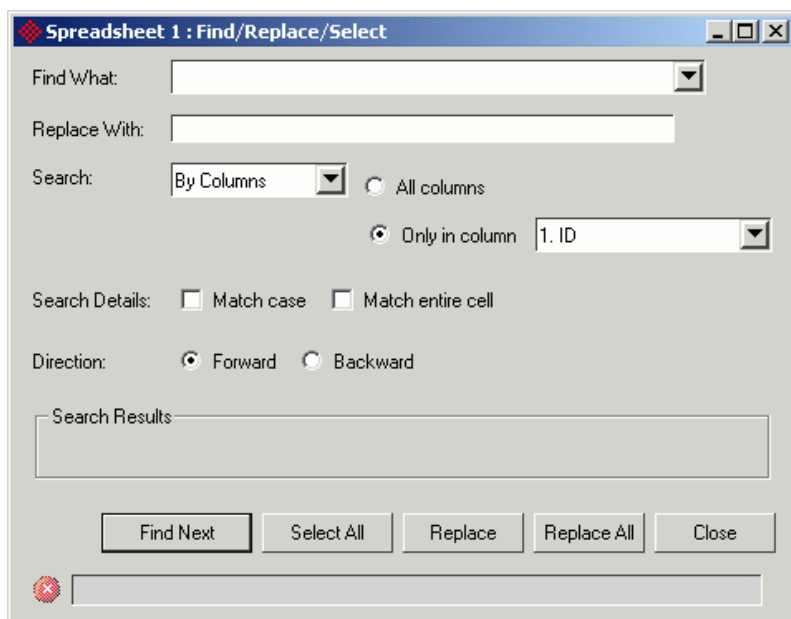 Spreadsheet 1 : Find/Replace/Select
Find What:
Replace With:
Search: By Columns All columns
Only in column 1. ID
Search Details: Match case Match entire cell
Direction: Forward Backward
Search Results
Find Next Select All Replace Replace All Close